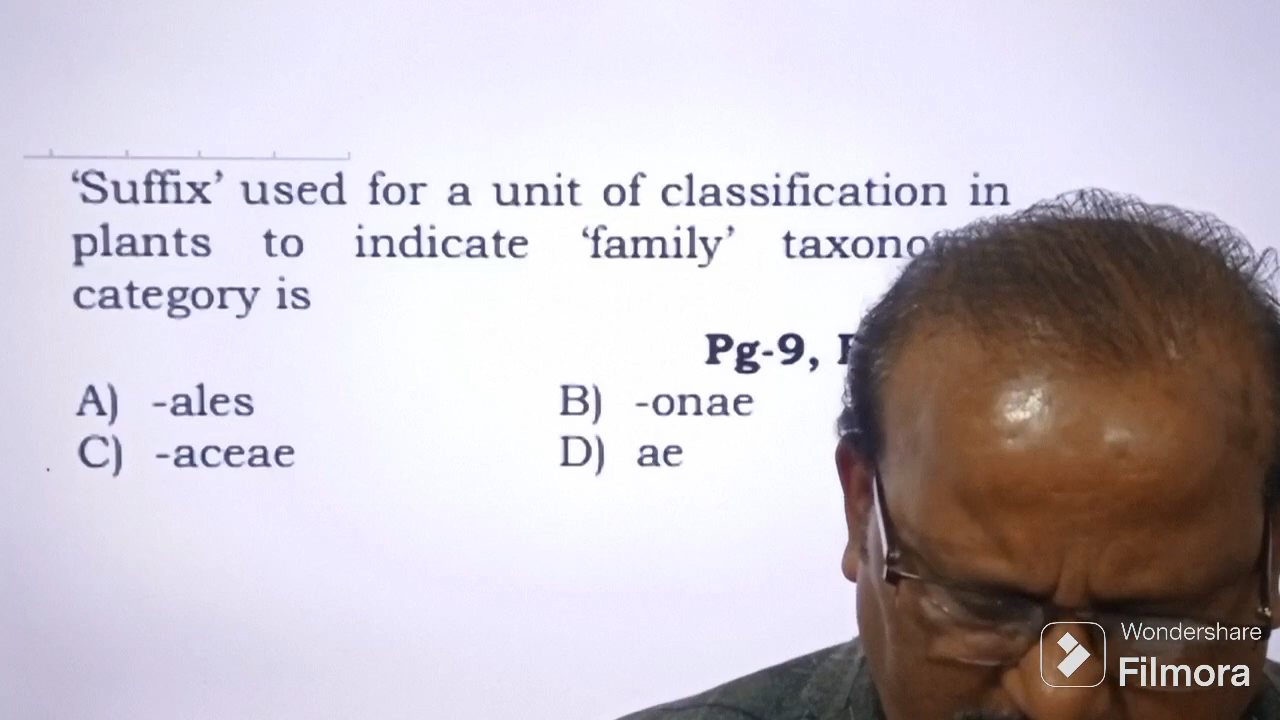 ‘Suffix’ used for a unit of classification in
plants to indicate ‘family’
category is
Pg-9,
A) -ales B) -onae
C) -aceae D) ae
Wondershare
Filmora